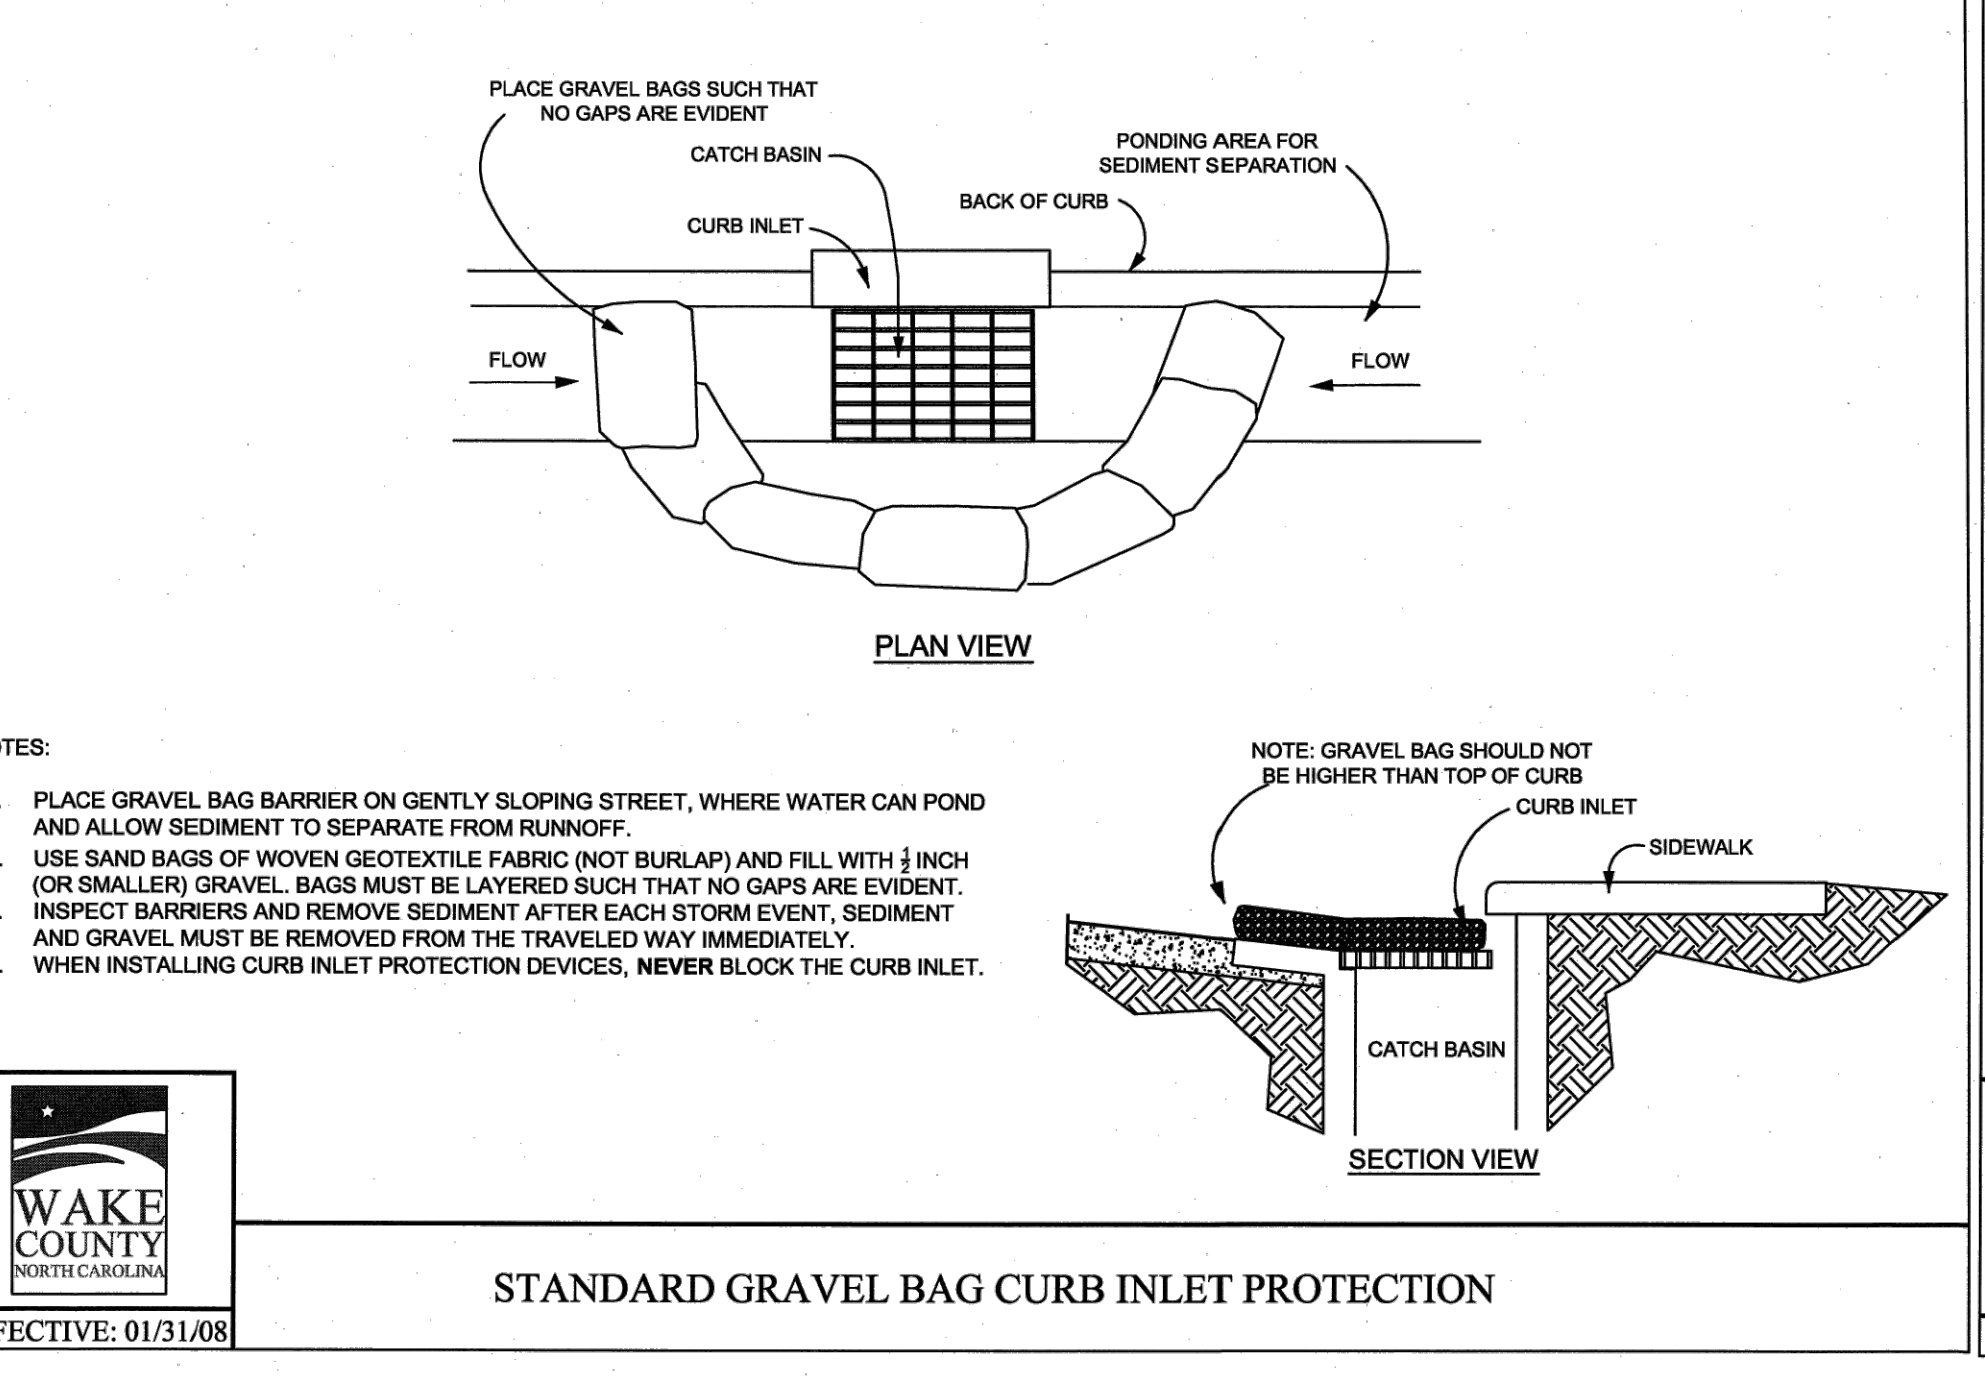 PLACE GRAVEL BAGS SUCH THAT
NO GAPS ARE EVIDENT
CATCH BASIN
PONDING AREA FOR
SEDIMENT SEPARATION
BACK OF CURB
CURB INLET
FLOW
FLOW
PLAN VIEW
OTES:
PLACE GRAVEL BAG BARRIER ON GENTLY SLOPING STREET, WHERE WATER CAN POND
AND ALLOW SEDIMENT TO SEPARATE FROM RUNNOFF.
USE SAND BAGS OF WOVEN GEOTEXTILE FABRIC (NOT BURLAP) AND FILL WITH ½ INCH
(OR SMALLER) GRAVEL. BAGS MUST BE LAYERED SUCH THAT NO GAPS ARE EVIDENT.
INSPECT BARRIERS AND REMOVE SEDIMENT AFTER EACH STORM EVENT, SEDIMENT
AND GRAVEL MUST BE REMOVED FROM THE TRAVELED WAY IMMEDIATELY.
WHEN INSTALLING CURB INLET PROTECTION DEVICES, NEVER BLOCK THE CURB INLET.
NOTE: GRAVEL BAG SHOULD NOT
BE HIGHER THAN TOP OF CURB
CURB INLET
SIDEWALK
CATCH BASIN
SECTION VIEW
WAKE
COUNTY
NORTH CAROLINA
FECTIVE: 01/31/08
STANDARD GRAVEL BAG CURB INLET PROTECTION